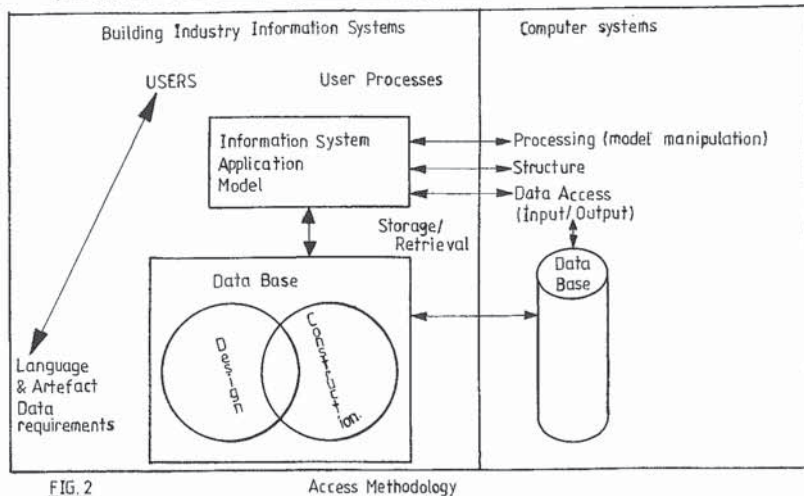 Building Industry Information Systems
Computer systems
USERS
User Processes
Information System
Application
Model
Processing (model manipulation)
Structure
Data Access
(Input/Output)
Storage/
Retrieval
Data Base
Design
Construction.
Data
Base
Language
& Artefact
Data
requirements
FIG. 2
Access Methodology